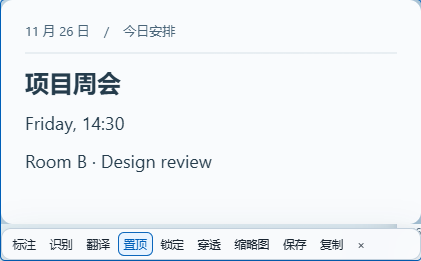 11 月 26 日 / 今日安排
项目周会
Friday, 14:30
Room B · Design review
标注 识别 翻译 置顶 锁定 穿透 缩略图 保存 复制 ×